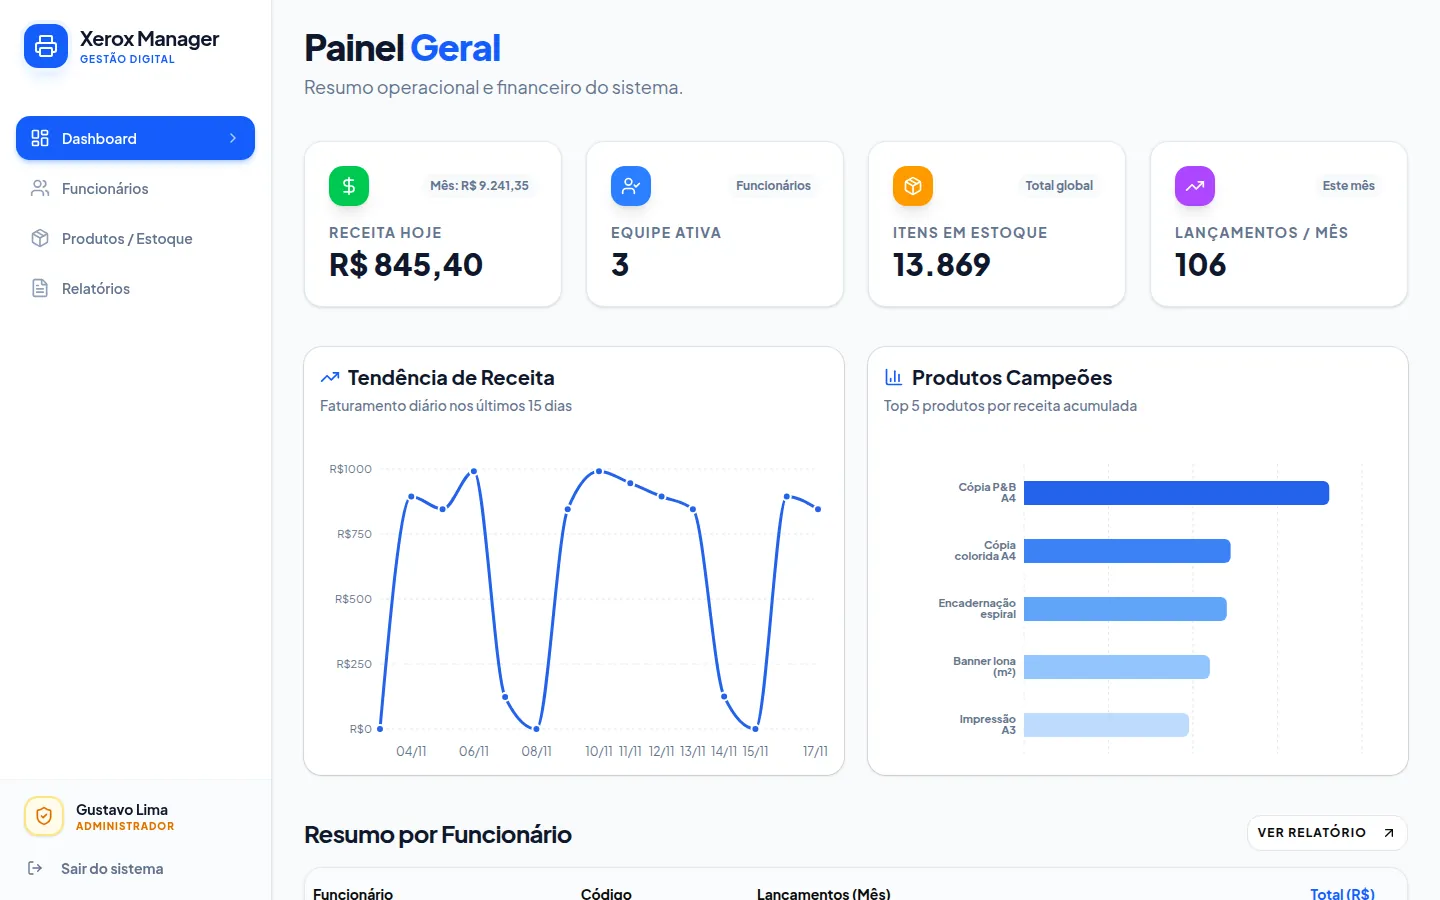 Xerox Manager
GESTÃO DIGITAL
Dashboard
Funcionários
Produtos / Estoque
Relatórios
Gustavo Lima
ADMINISTRADOR
Sair do sistema
Painel Geral
Resumo operacional e financeiro do sistema.
Mês: R$ 9.241,35
RECEITA HOJE
R$ 845,40
Funcionários
EQUIPE ATIVA
3
Total global
ITENS EM ESTOQUE
13.869
Este mês
LANÇAMENTOS / MÊS
106
Tendência de Receita
Faturamento diário nos últimos 15 dias
R$1000
R$750
R$500
R$250
R$0
04/11 06/11 08/11 10/11 11/11 12/11 13/11 14/11 15/11 17/11
Produtos Campeões
Top 5 produtos por receita acumulada
Cópia P&B
A4
Cópia
colorida A4
Encadernação
espiral
Banner lona
(m²)
Impressão
A3
Resumo por Funcionário
VER RELATÓRIO
Funcionário Código Lançamentos (Mês) Total (R$)